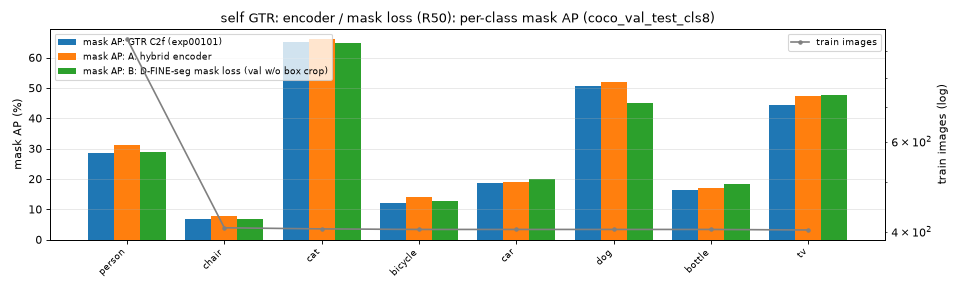 self GTR: encoder / mask loss (R50): per-class mask AP (coco_val_test_cls8)
mask AP: GTR C2f (exp00101)
mask AP: A: hybrid encoder
mask AP: B: D-FINE-seg mask loss (val w/o box crop)
train images
mask AP (%)
60
50
40
30
20
10
0
train images (log)
6 × 10²
4 × 10²
person
chair
cat
bicycle
car
dog
bottle
tv